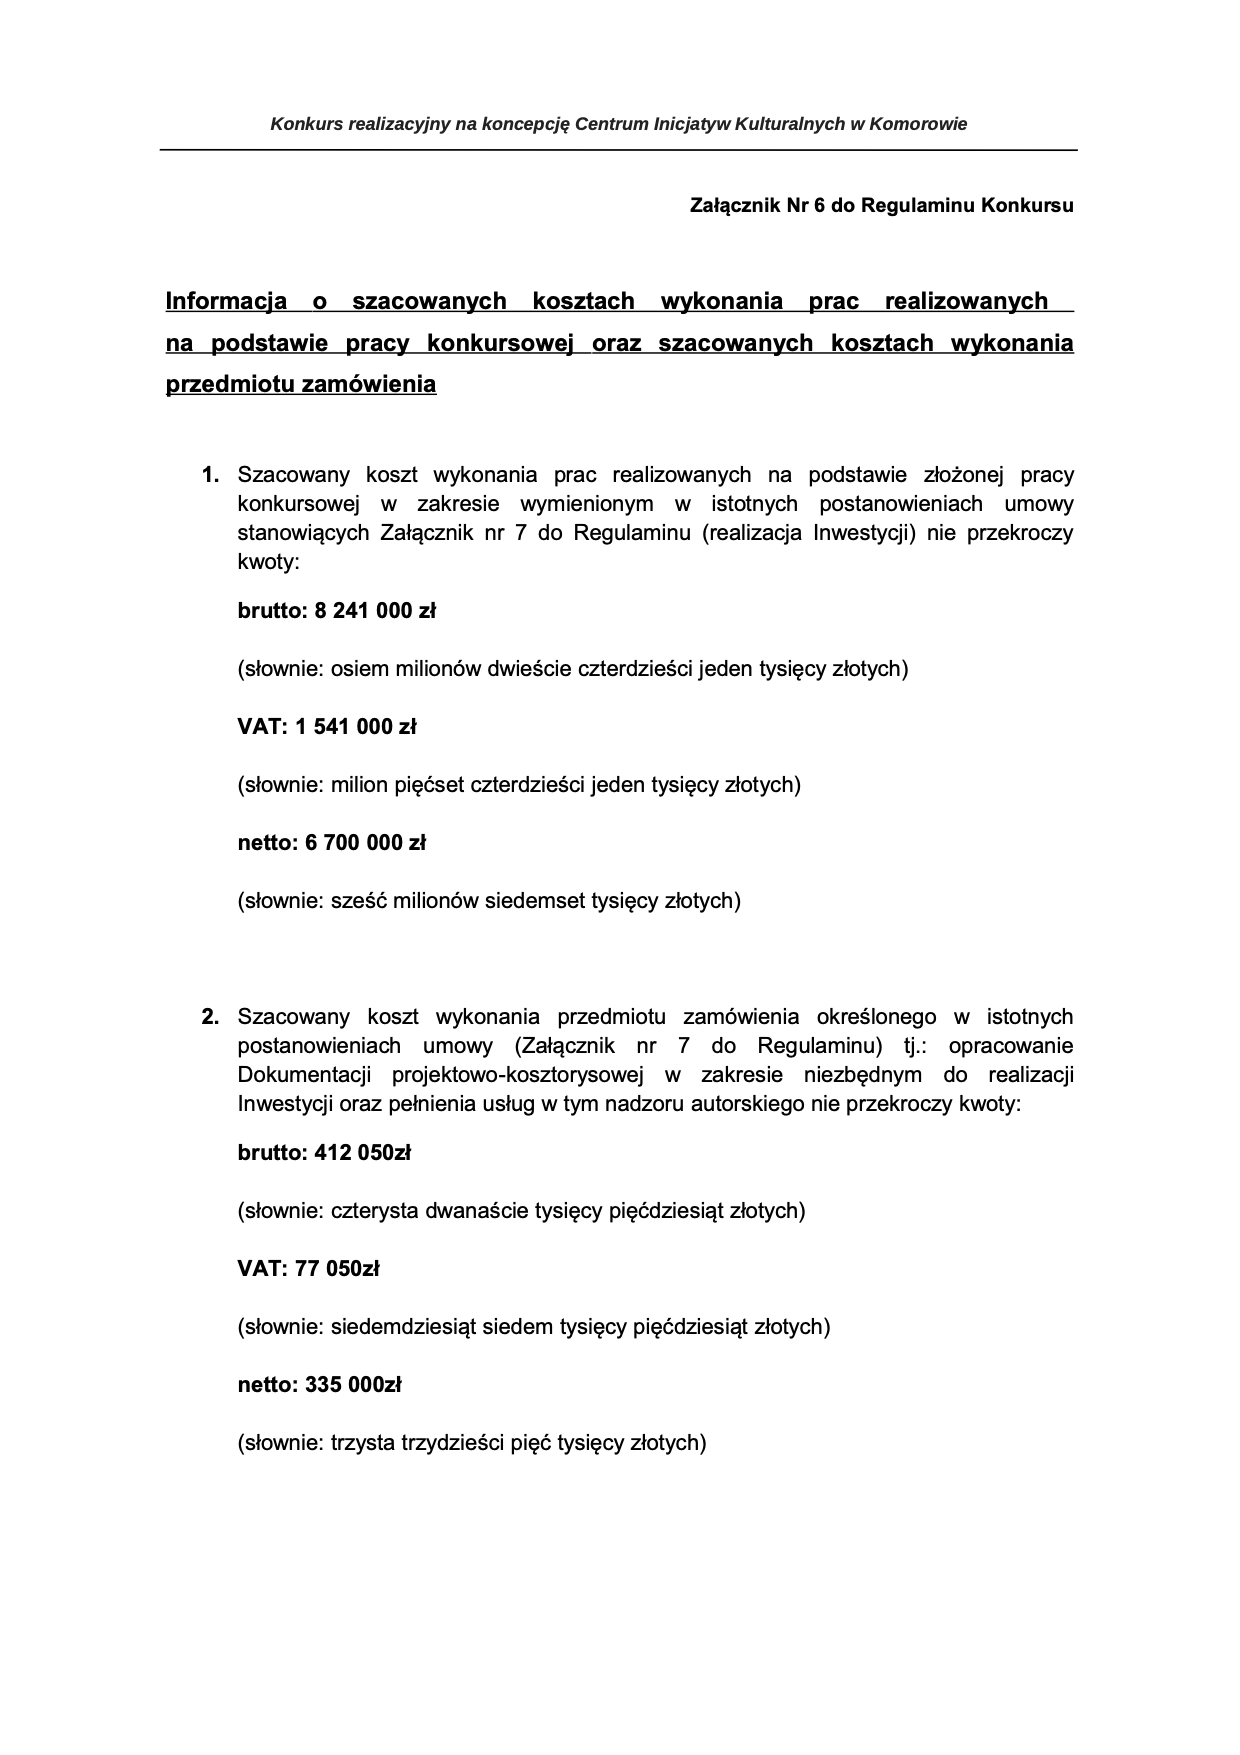 Konkurs realizacyjny na koncepcję Centrum Inicjatyw Kulturalnych w Komorowie
Załącznik Nr 6 do Regulaminu Konkursu
Informacja o szacowanych kosztach wykonania prac realizowanych
na podstawie pracy konkursowej oraz szacowanych kosztach wykonania
przedmiotu zamówienia
1. Szacowany koszt wykonania prac realizowanych na podstawie złożonej pracy
konkursowej w zakresie wymienionym w istotnych postanowieniach umowy
stanowiących Załącznik nr 7 do Regulaminu (realizacja Inwestycji) nie przekroczy
kwoty:
brutto: 8 241 000 zł
(słownie: osiem milionów dwieście czterdzieści jeden tysięcy złotych)
VAT: 1 541 000 zł
(słownie: milion pięćset czterdzieści jeden tysięcy złotych)
netto: 6 700 000 zł
(słownie: sześć milionów siedemset tysięcy złotych)
2. Szacowany koszt wykonania przedmiotu zamówienia określonego w istotnych
postanowieniach umowy (Załącznik nr 7 do Regulaminu) tj.: opracowanie
Dokumentacji projektowo-kosztorysowej w zakresie niezbędnym do realizacji
Inwestycji oraz pełnienia usług w tym nadzoru autorskiego nie przekroczy kwoty:
brutto: 412 050zł
(słownie: czterysta dwanaście tysięcy pięćdziesiąt złotych)
VAT: 77 050zł
(słownie: siedemdziesiąt siedem tysięcy pięćdziesiąt złotych)
netto: 335 000zł
(słownie: trzysta trzydzieści pięć tysięcy złotych)